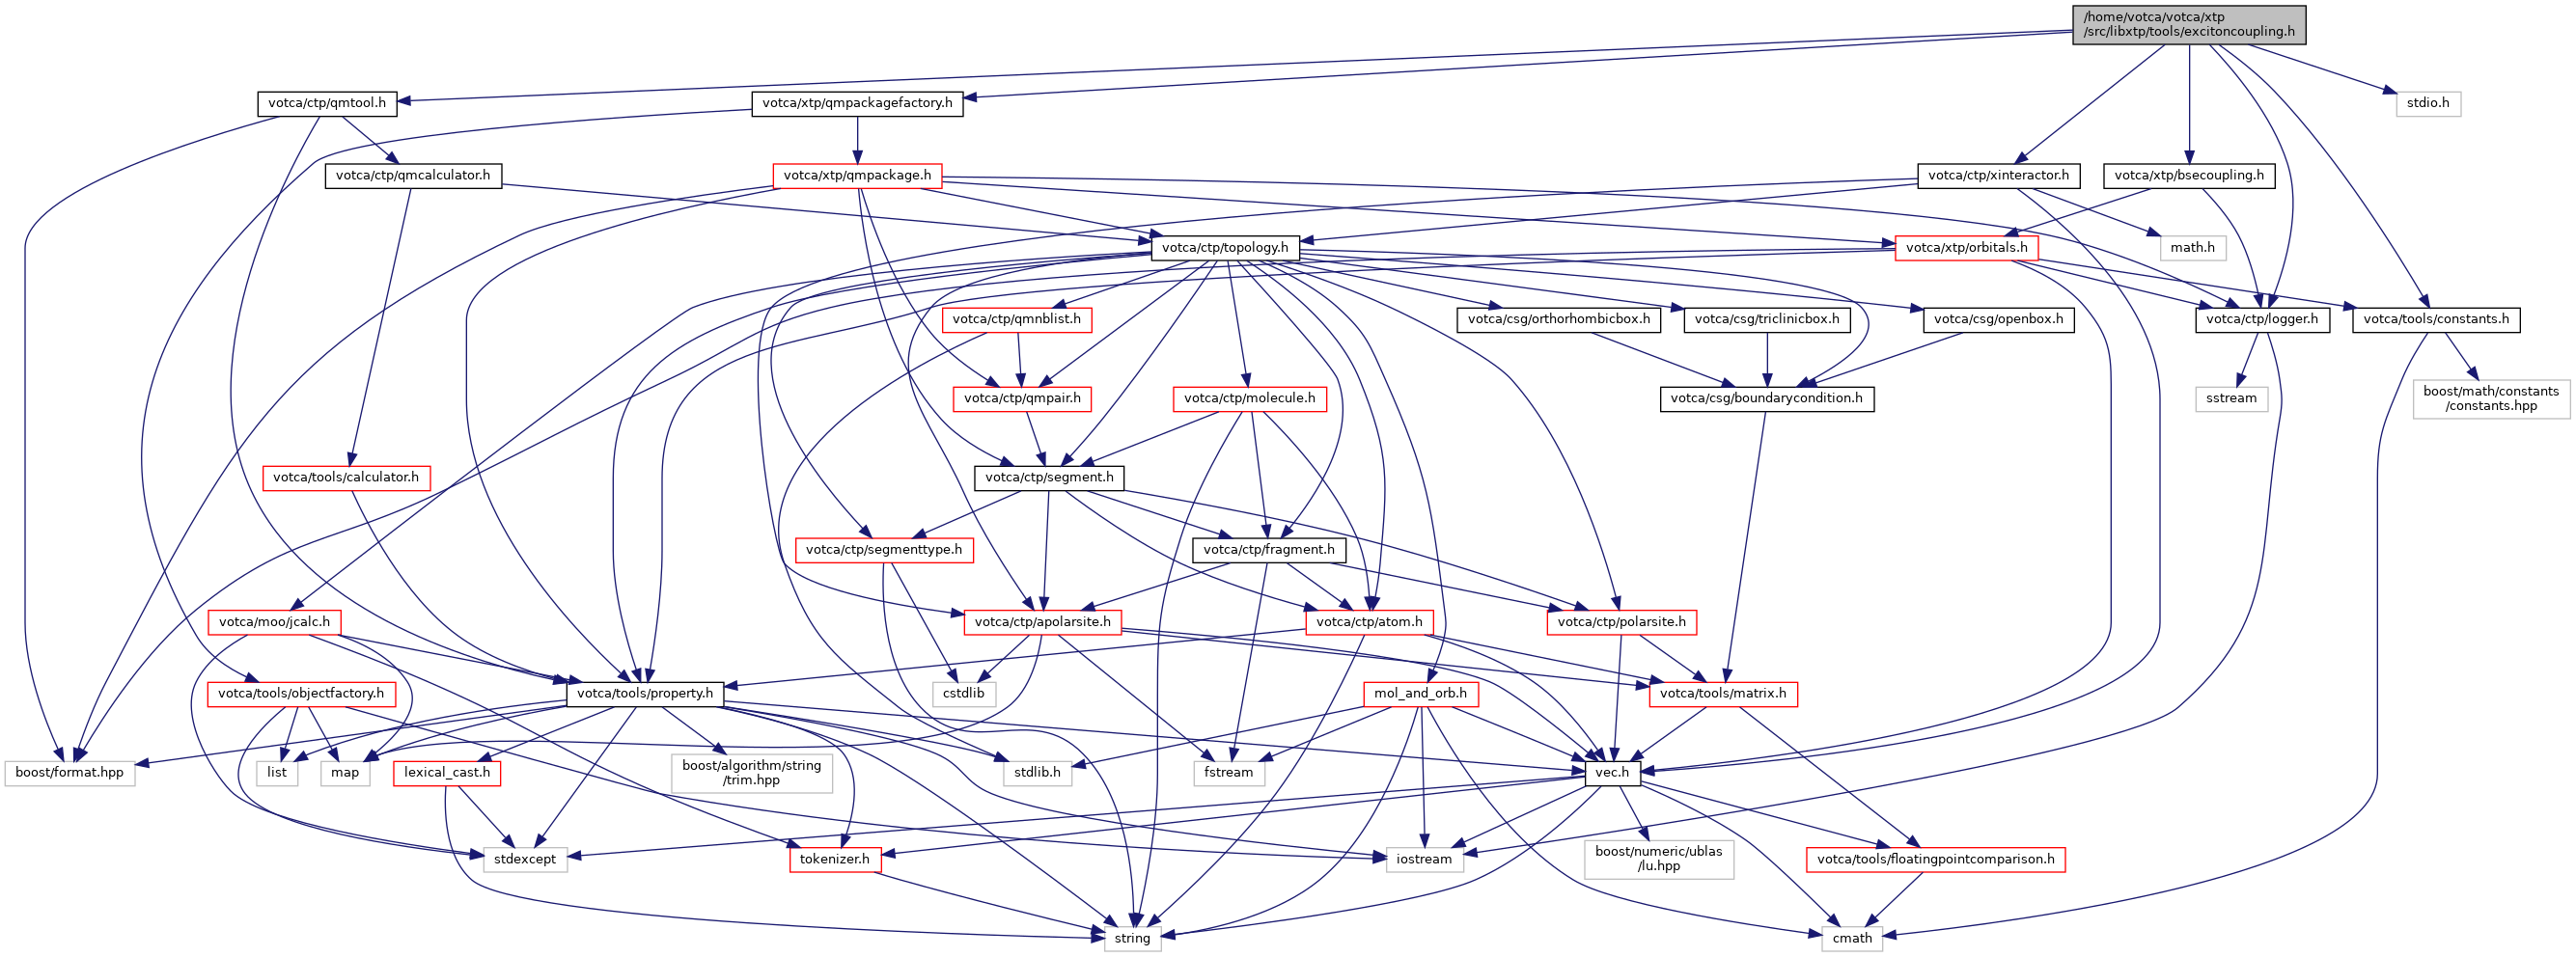 /home/votca/votca/xtp
/src/libxtp/tools/excitoncoupling.h
votca/ctp/qmtool.h
votca/xtp/qmpackagefactory.h
stdio.h
votca/ctp/qmcalculator.h
votca/xtp/qmpackage.h
votca/ctp/xinteractor.h
votca/xtp/bsecoupling.h
votca/ctp/topology.h
votca/xtp/orbitals.h
math.h
votca/ctp/qmnblist.h
votca/csg/orthorhombicbox.h
votca/csg/triclinicbox.h
votca/csg/openbox.h
votca/ctp/logger.h
votca/tools/constants.h
votca/ctp/qmpair.h
votca/ctp/molecule.h
votca/csg/boundarycondition.h
sstream
boost/math/constants
/constants.hpp
votca/tools/calculator.h
votca/ctp/segment.h
votca/ctp/segmenttype.h
votca/ctp/fragment.h
votca/moo/jcalc.h
votca/ctp/apolarsite.h
votca/ctp/atom.h
votca/ctp/polarsite.h
votca/tools/objectfactory.h
votca/tools/property.h
cstdlib
mol_and_orb.h
votca/tools/matrix.h
boost/format.hpp
list
map
lexical_cast.h
boost/algorithm/string
/trim.hpp
stdlib.h
fstream
vec.h
stdexcept
tokenizer.h
iostream
boost/numeric/ublas
/lu.hpp
votca/tools/floatingpointcomparison.h
string
cmath